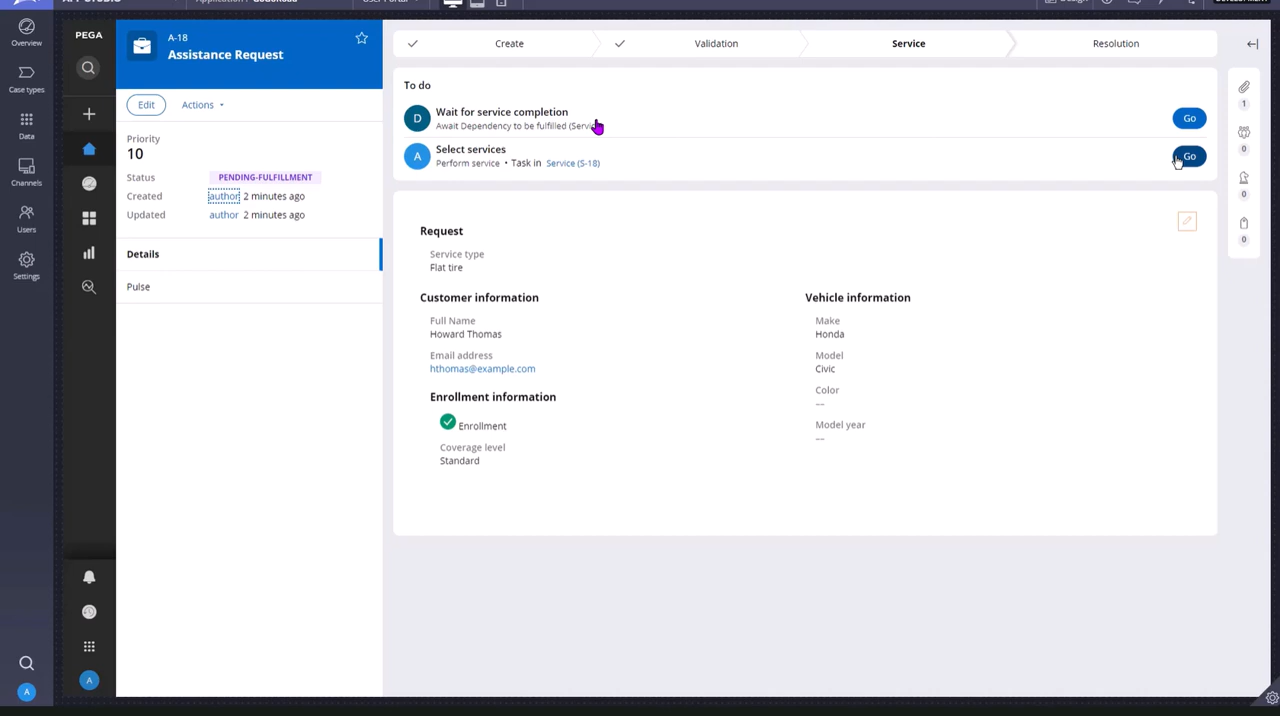 Overview
Case types
Data
Channels
Users
Settings
A
PEGA
A
A-18
Assistance Request
Edit
Actions
Priority
10
Status
PENDING-FULFILLMENT
Created
author 2 minutes ago
Updated
author 2 minutes ago
Details
Pulse
Create
Validation
Service
Resolution
To do
D
Wait for service completion
Await Dependency to be fulfilled
Go
A
Select services
Perform service • Task in Service (S-18)
Go
1
0
0
0
Request
Service type
Flat tire
Customer information
Full Name
Howard Thomas
Email address
hthomas@example.com
Enrollment information
Enrollment
Coverage level
Standard
Vehicle information
Make
Honda
Model
Civic
Color
––
Model year
––